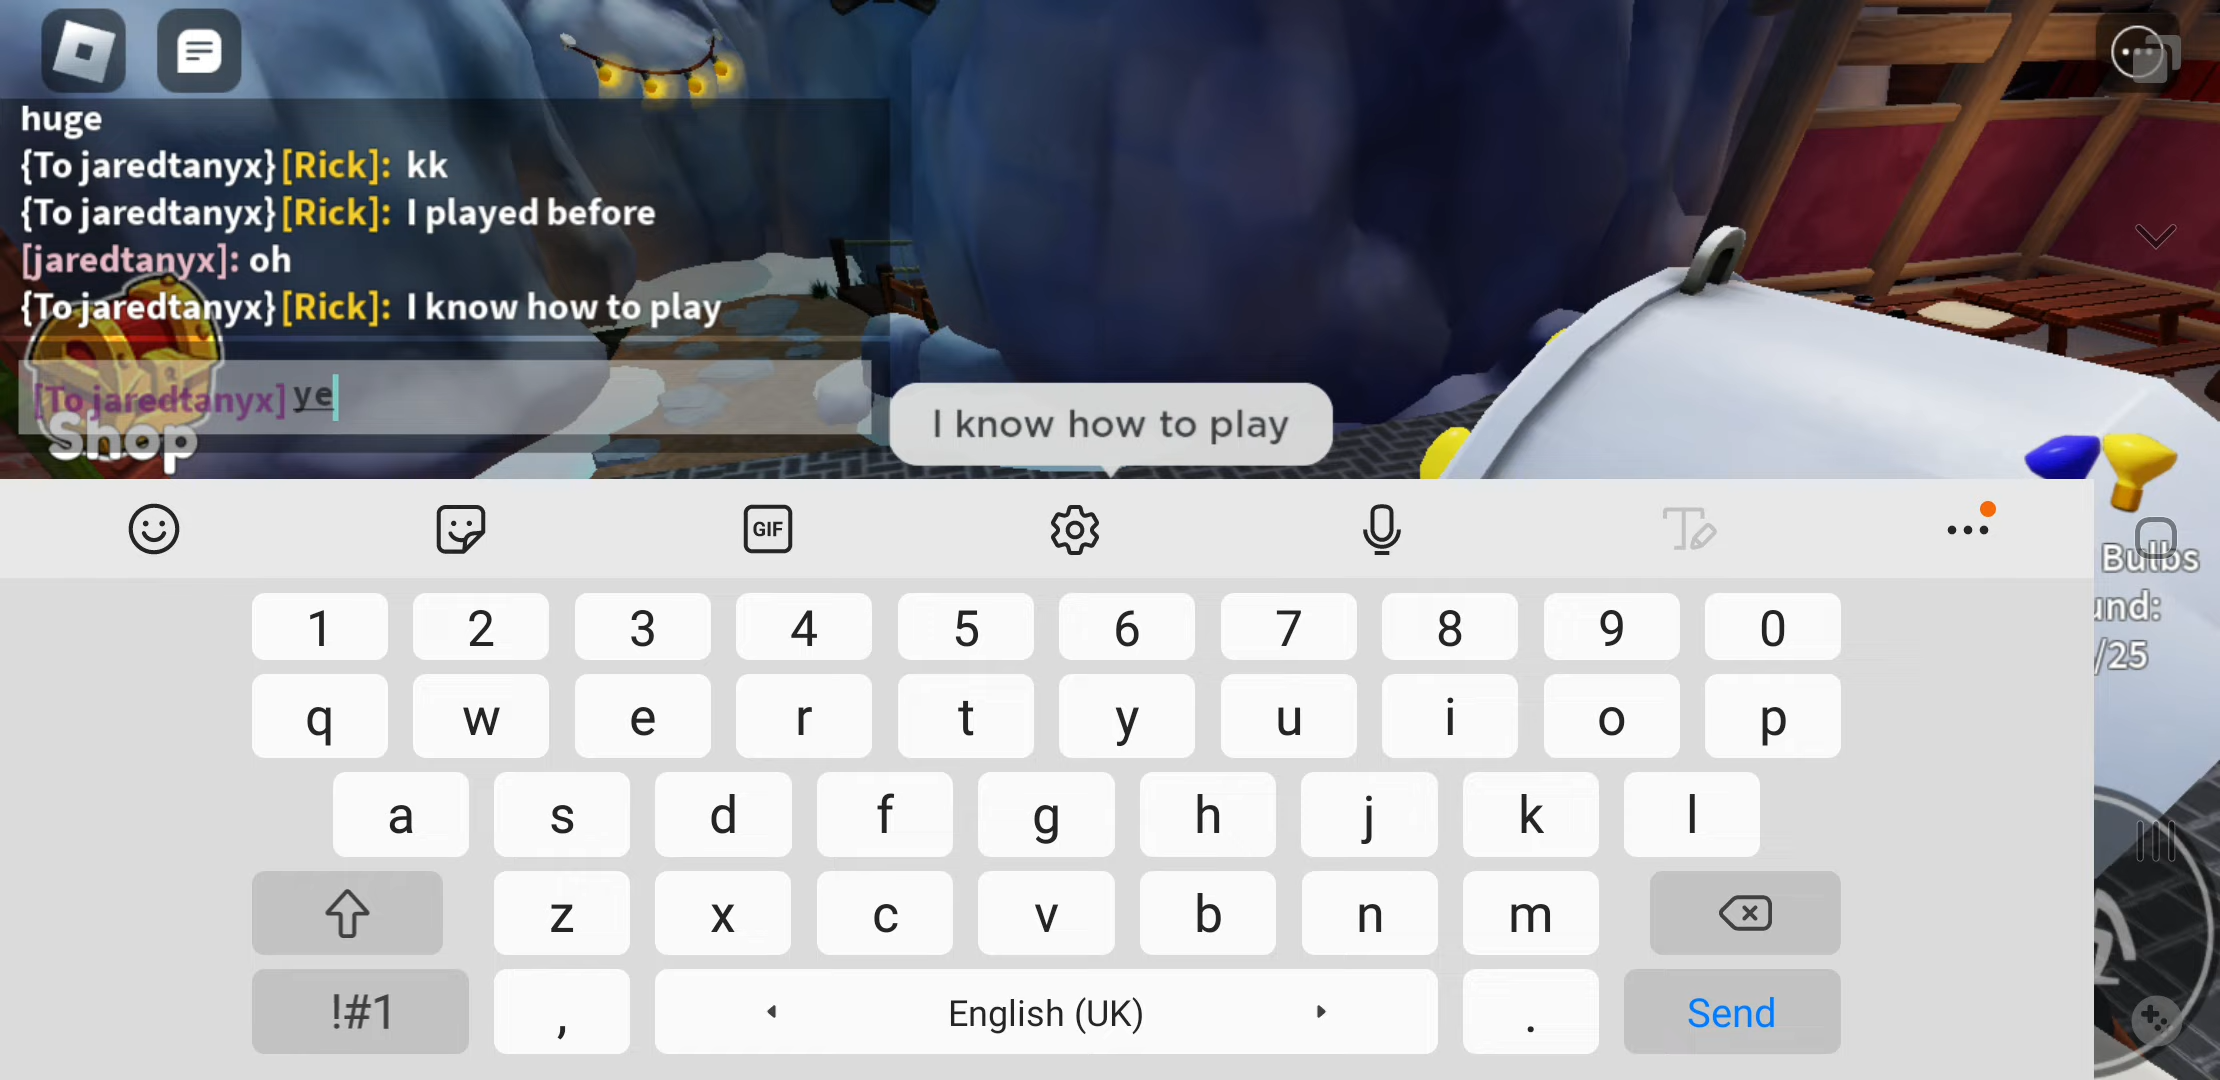 huge
{To jaredtanyx}[Rick]: kk
{To jaredtanyx}[Rick]: I played before
[jaredtanyx]: oh
{To jaredtanyx}[Rick]: I know how to play
[To jaredtanyx] ye
Shop
I know how to play
Bulbs
und:
/25
GIF
1 2 3 4 5 6 7 8 9 0
q w e r t y u i o p
a s d f g h j k l
z x c v b n m
!#1 , English (UK) . Send